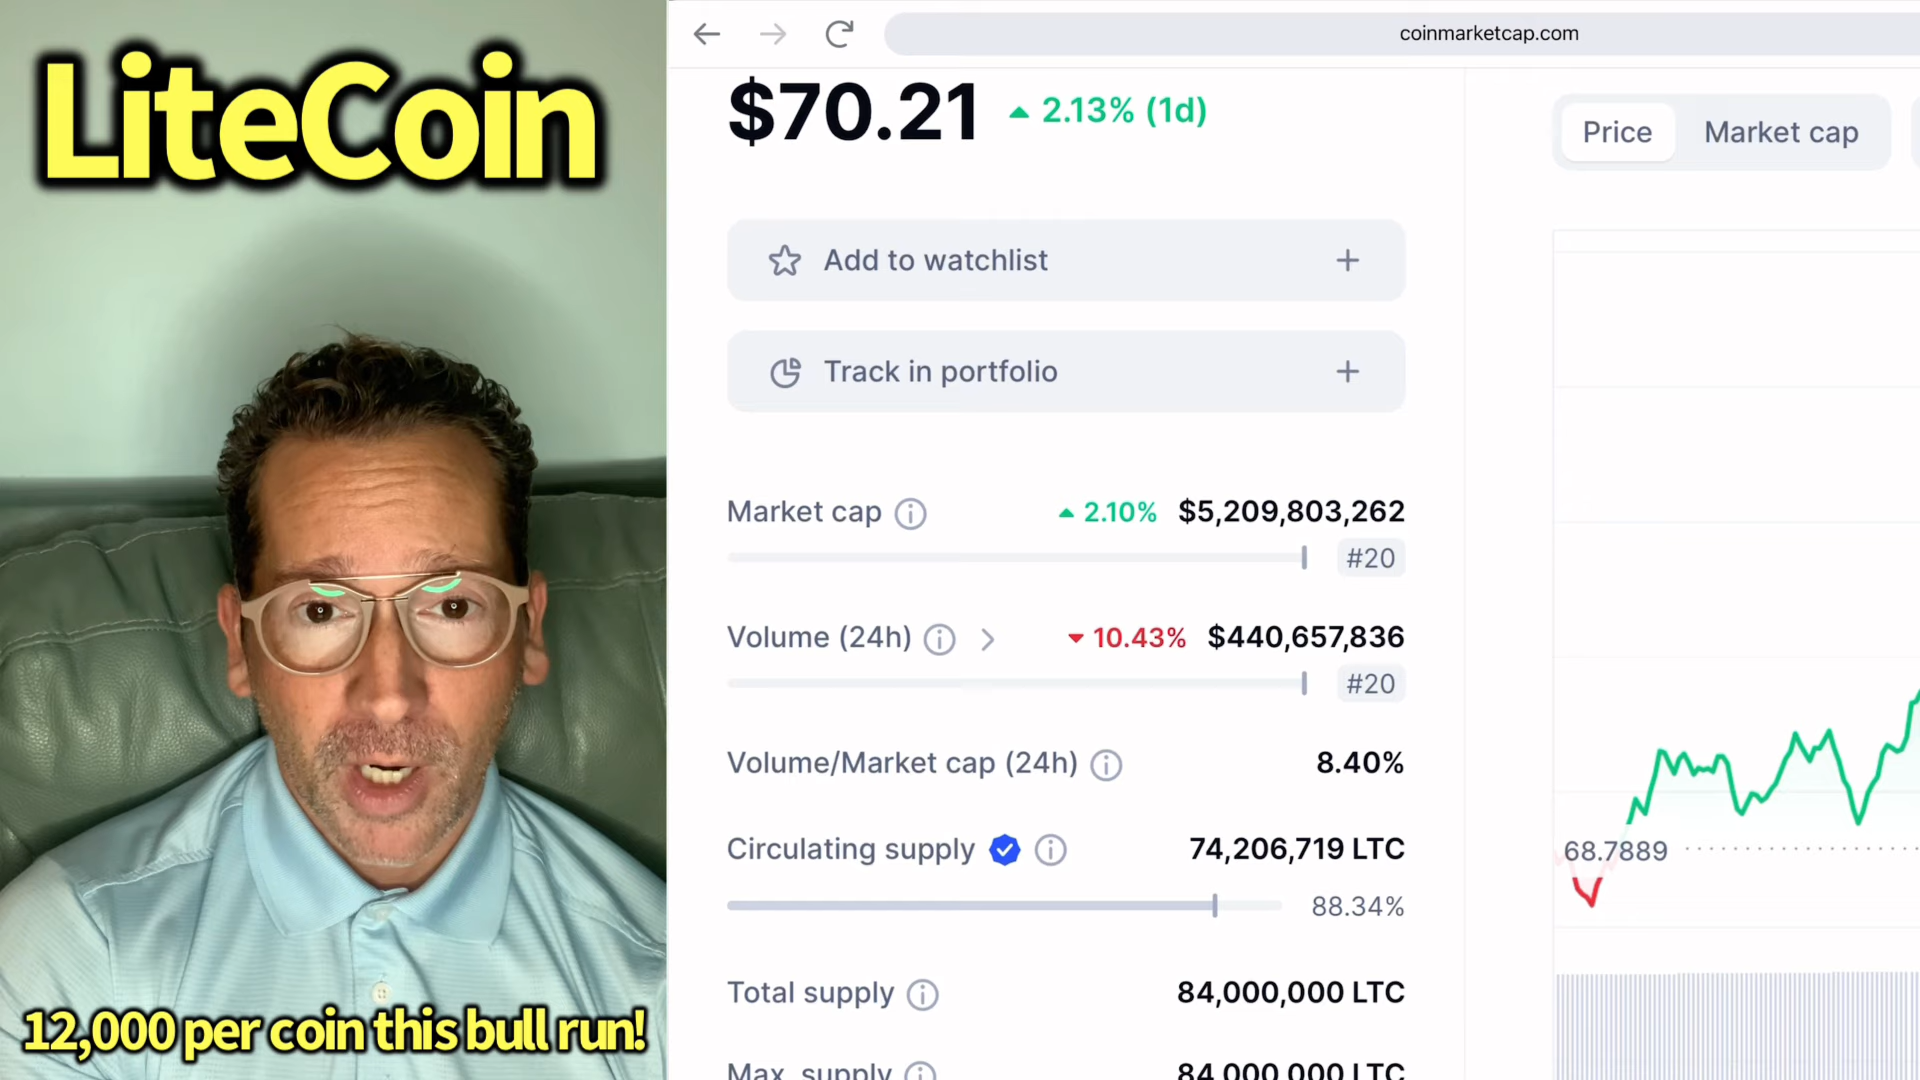 LiteCoin
12,000 per coin this bull run!
coinmarketcap.com
$70.21 2.13% (1d)
Add to watchlist
Track in portfolio
Market cap 2.10% $5,209,803,262
#20
Volume (24h) 10.43% $440,657,836
#20
Volume/Market cap (24h) 8.40%
Circulating supply 74,206,719 LTC
88.34%
Total supply 84,000,000 LTC
Max. supply 84,000,000 LTC
Price Market cap
68.7889